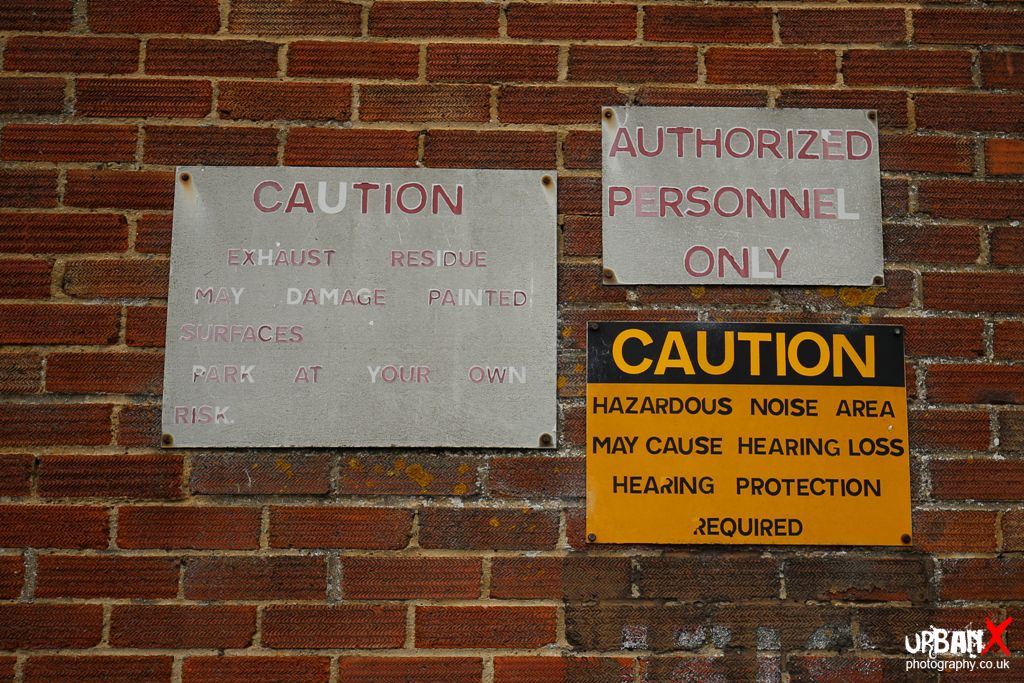 CAUTION
EXHAUST RESIDUE
MAY DAMAGE PAINTED
SURFACES
PARK AT YOUR OWN
RISK.
AUTHORIZED
PERSONNEL
ONLY
CAUTION
HAZARDOUS NOISE AREA
MAY CAUSE HEARING LOSS
HEARING PROTECTION
REQUIRED
URBANX
photography.co.uk